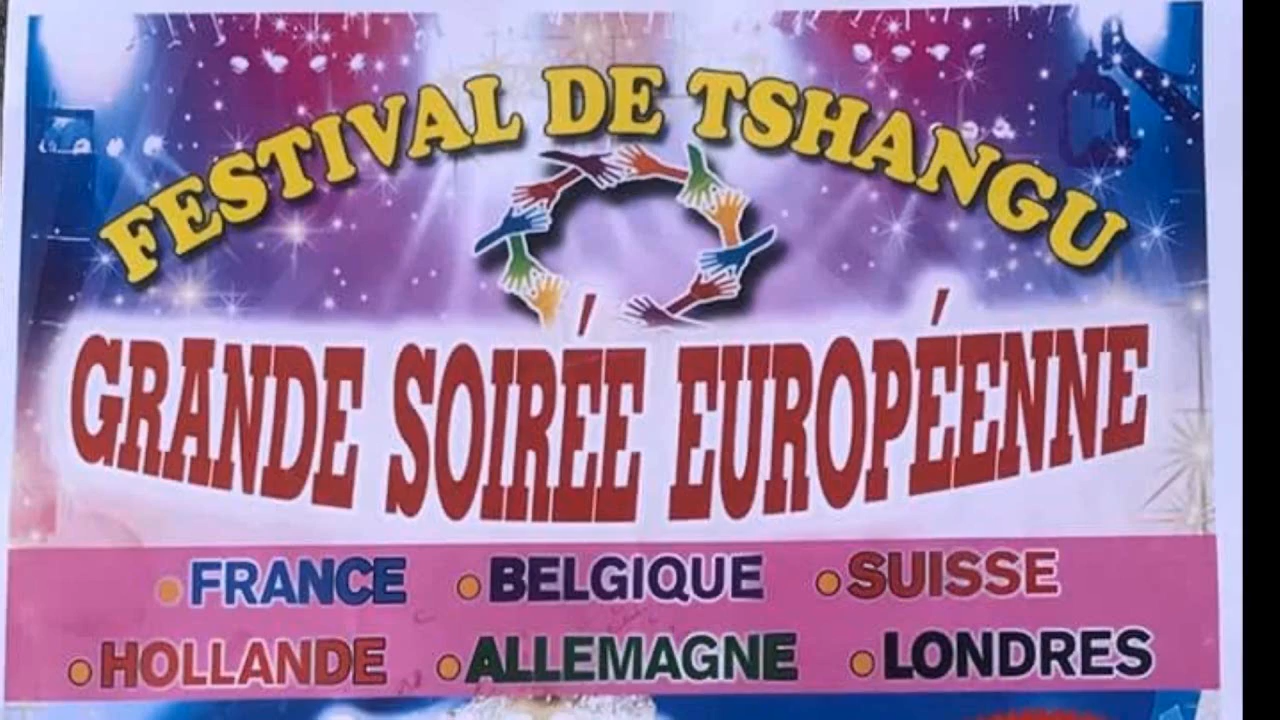 FESTIVAL DE TSHANGU
GRANDE SOIRÉE EUROPÉENNE
FRANCE BELGIQUE SUISSE
HOLLANDE ALLEMAGNE LONDRES